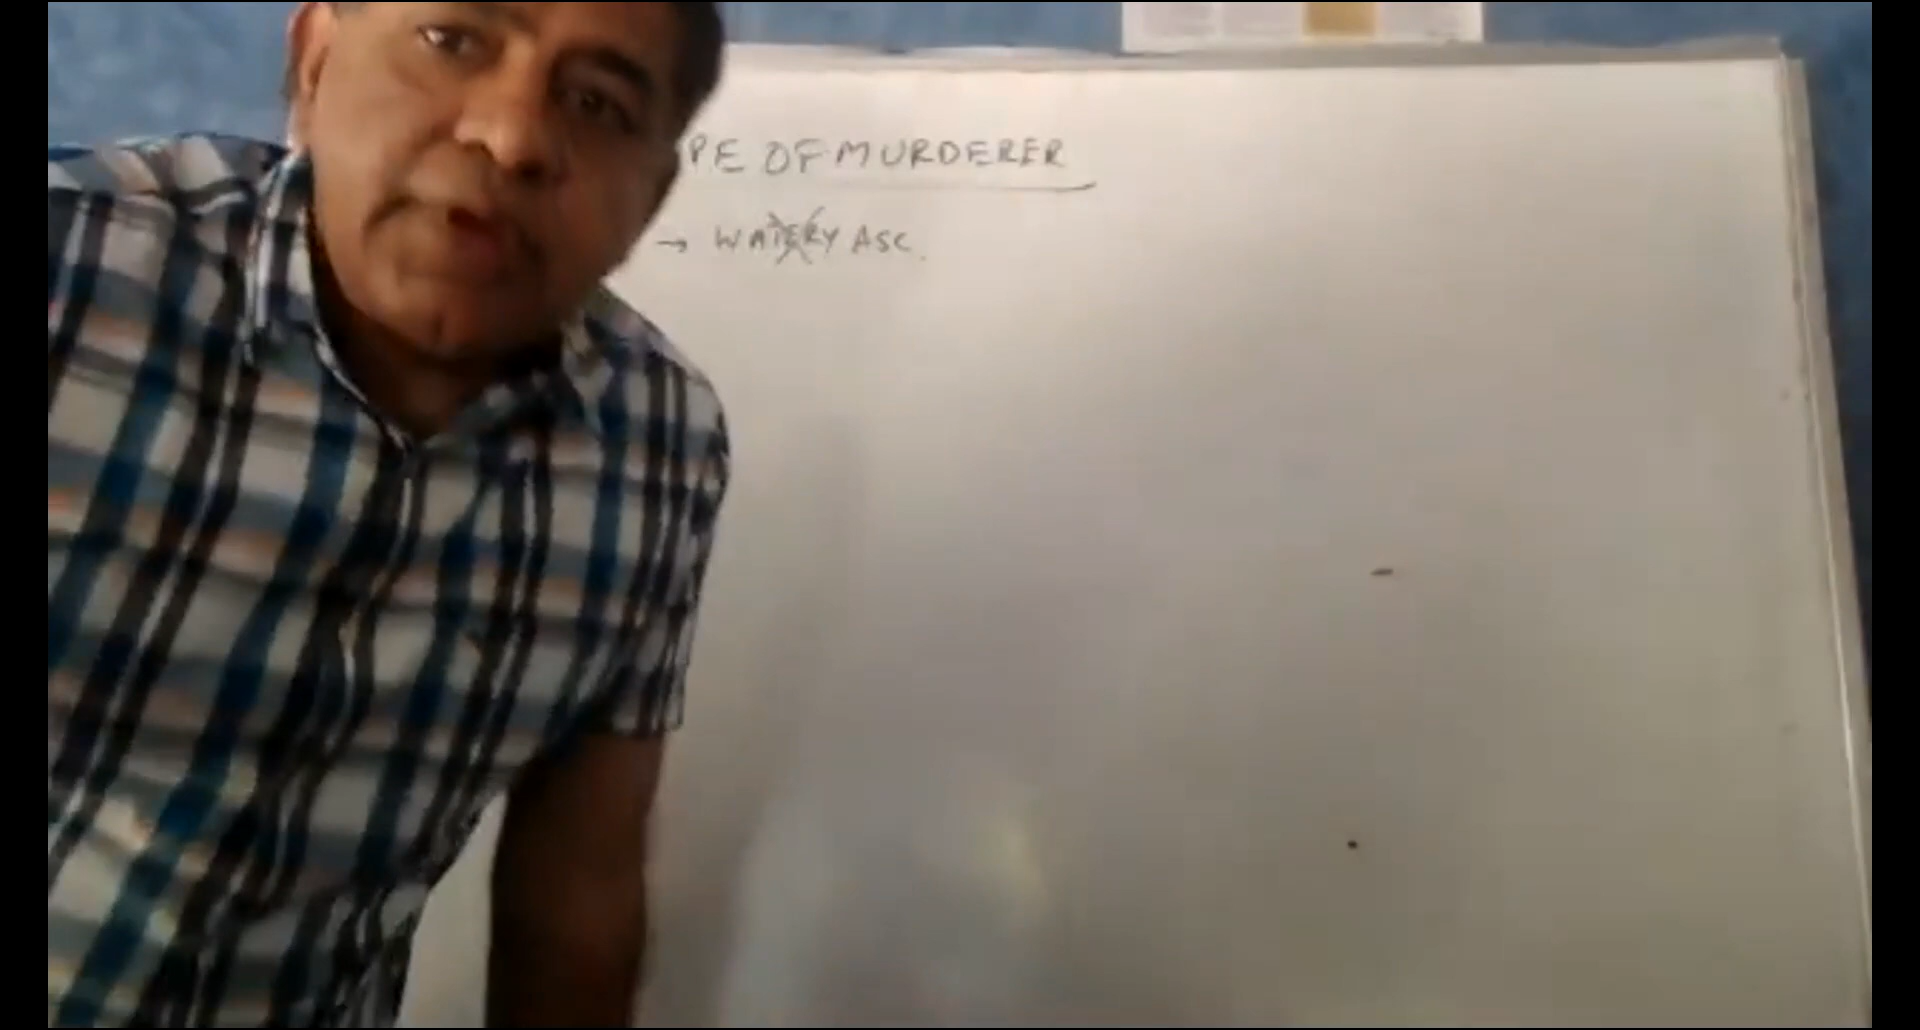 PE OF MURDERER
→ WATERY ASC.